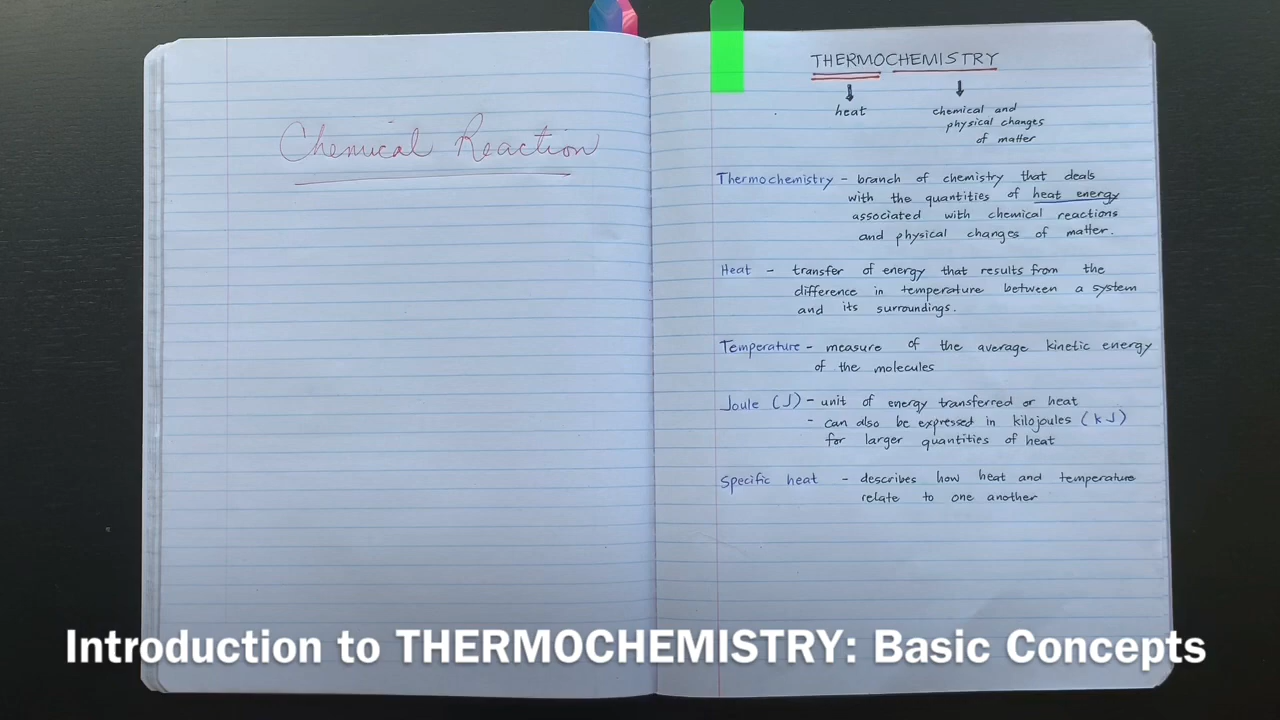 Chemical Reaction
THERMOCHEMISTRY
heat
chemical and
physical changes
of matter
Thermochemistry - branch of chemistry that deals
with the quantities of heat energy
associated with chemical reactions
and physical changes of matter.
Heat - transfer of energy that results from the
difference in temperature between a system
and its surroundings.
Temperature - measure of the average kinetic energy
of the molecules
Joule (J) - unit of energy transferred or heat
- can also be expressed in kilojoules (kJ)
for larger quantities of heat
Specific heat - describes how heat and temperature
relate to one another
Introduction to THERMOCHEMISTRY: Basic Concepts